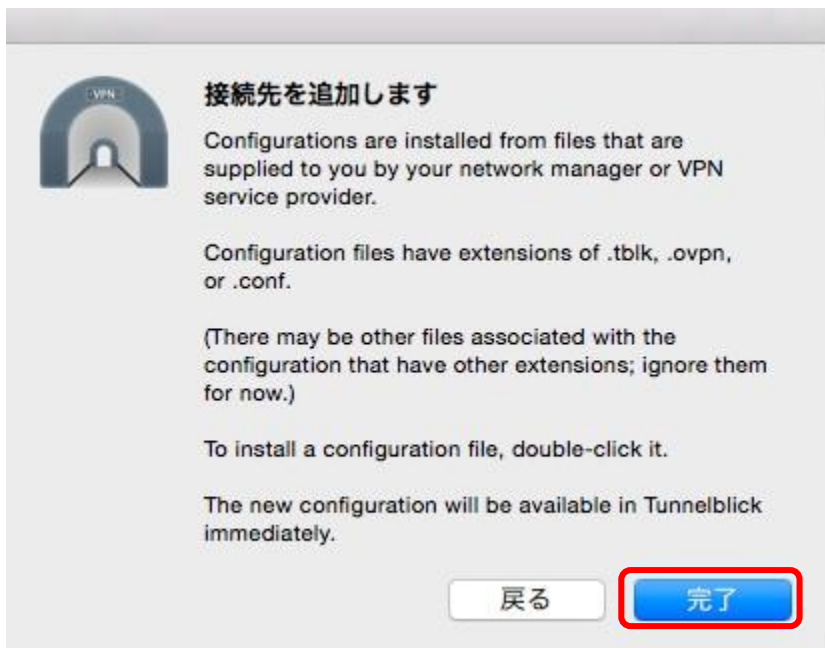 VPN
接続先を追加します
Configurations are installed from files that are
supplied to you by your network manager or VPN
service provider.
Configuration files have extensions of .tblk, .ovpn,
or .conf.
(There may be other files associated with the
configuration that have other extensions; ignore them
for now.)
To install a configuration file, double-click it.
The new configuration will be available in Tunnelblick
immediately.
戻る
完了